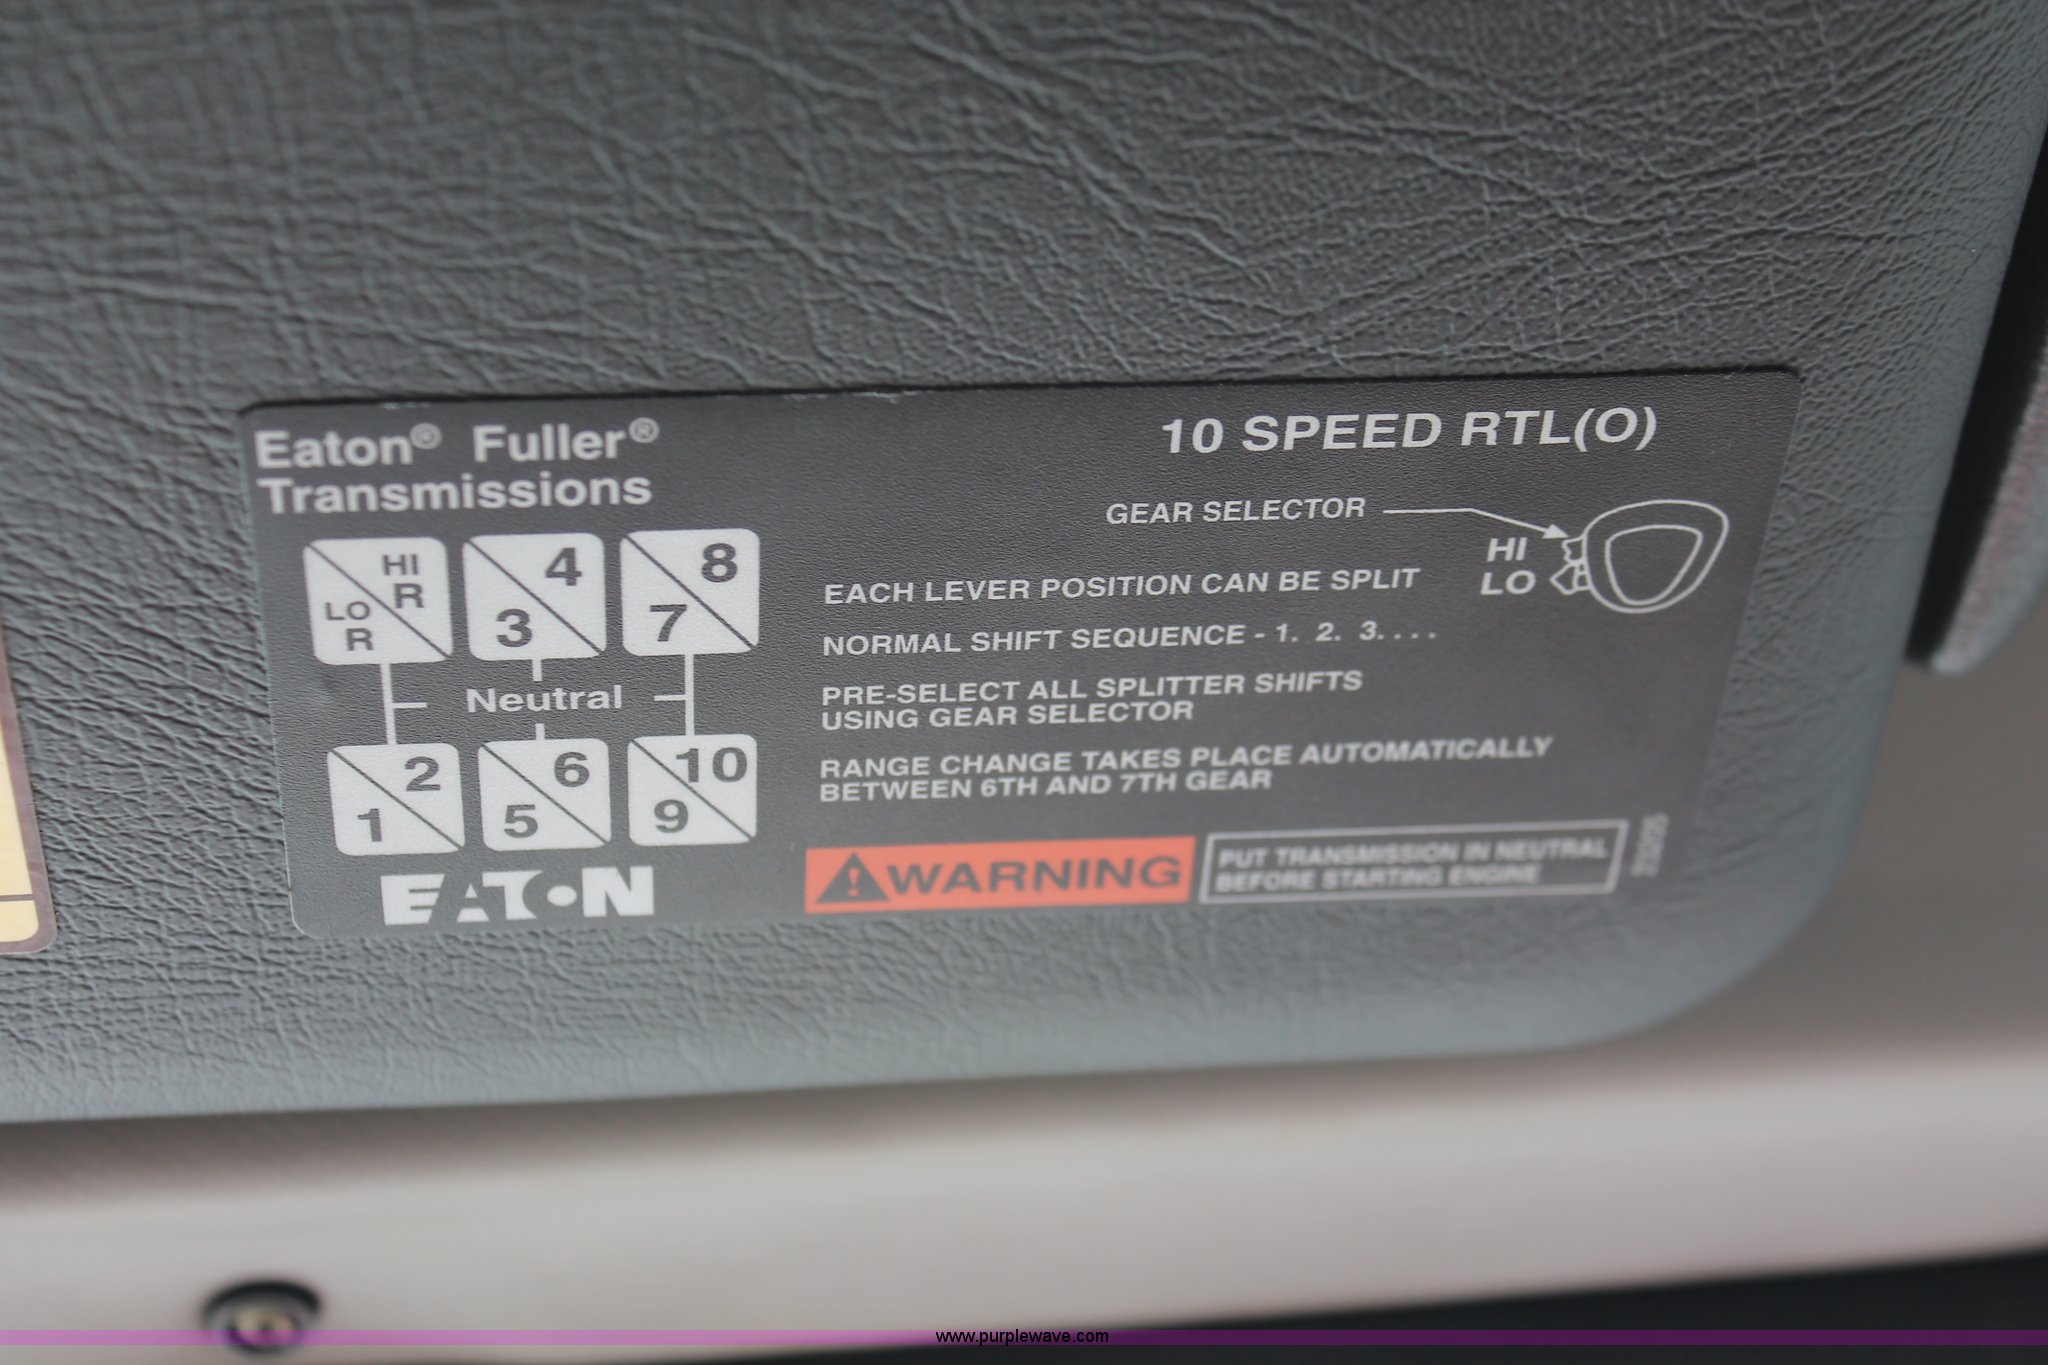 Eaton® Fuller®
Transmissions
10 SPEED RTL(O)
GEAR SELECTOR
HI
LO
HI
R
LO
R
4
3
8
7
Neutral
2
1
6
5
10
9
EATON
EACH LEVER POSITION CAN BE SPLIT
NORMAL SHIFT SEQUENCE - 1. 2. 3. . . .
PRE-SELECT ALL SPLITTER SHIFTS
USING GEAR SELECTOR
RANGE CHANGE TAKES PLACE AUTOMATICALLY
BETWEEN 6TH AND 7TH GEAR
WARNING
PUT TRANSMISSION IN NEUTRAL
BEFORE STARTING ENGINE
www.purplewave.com